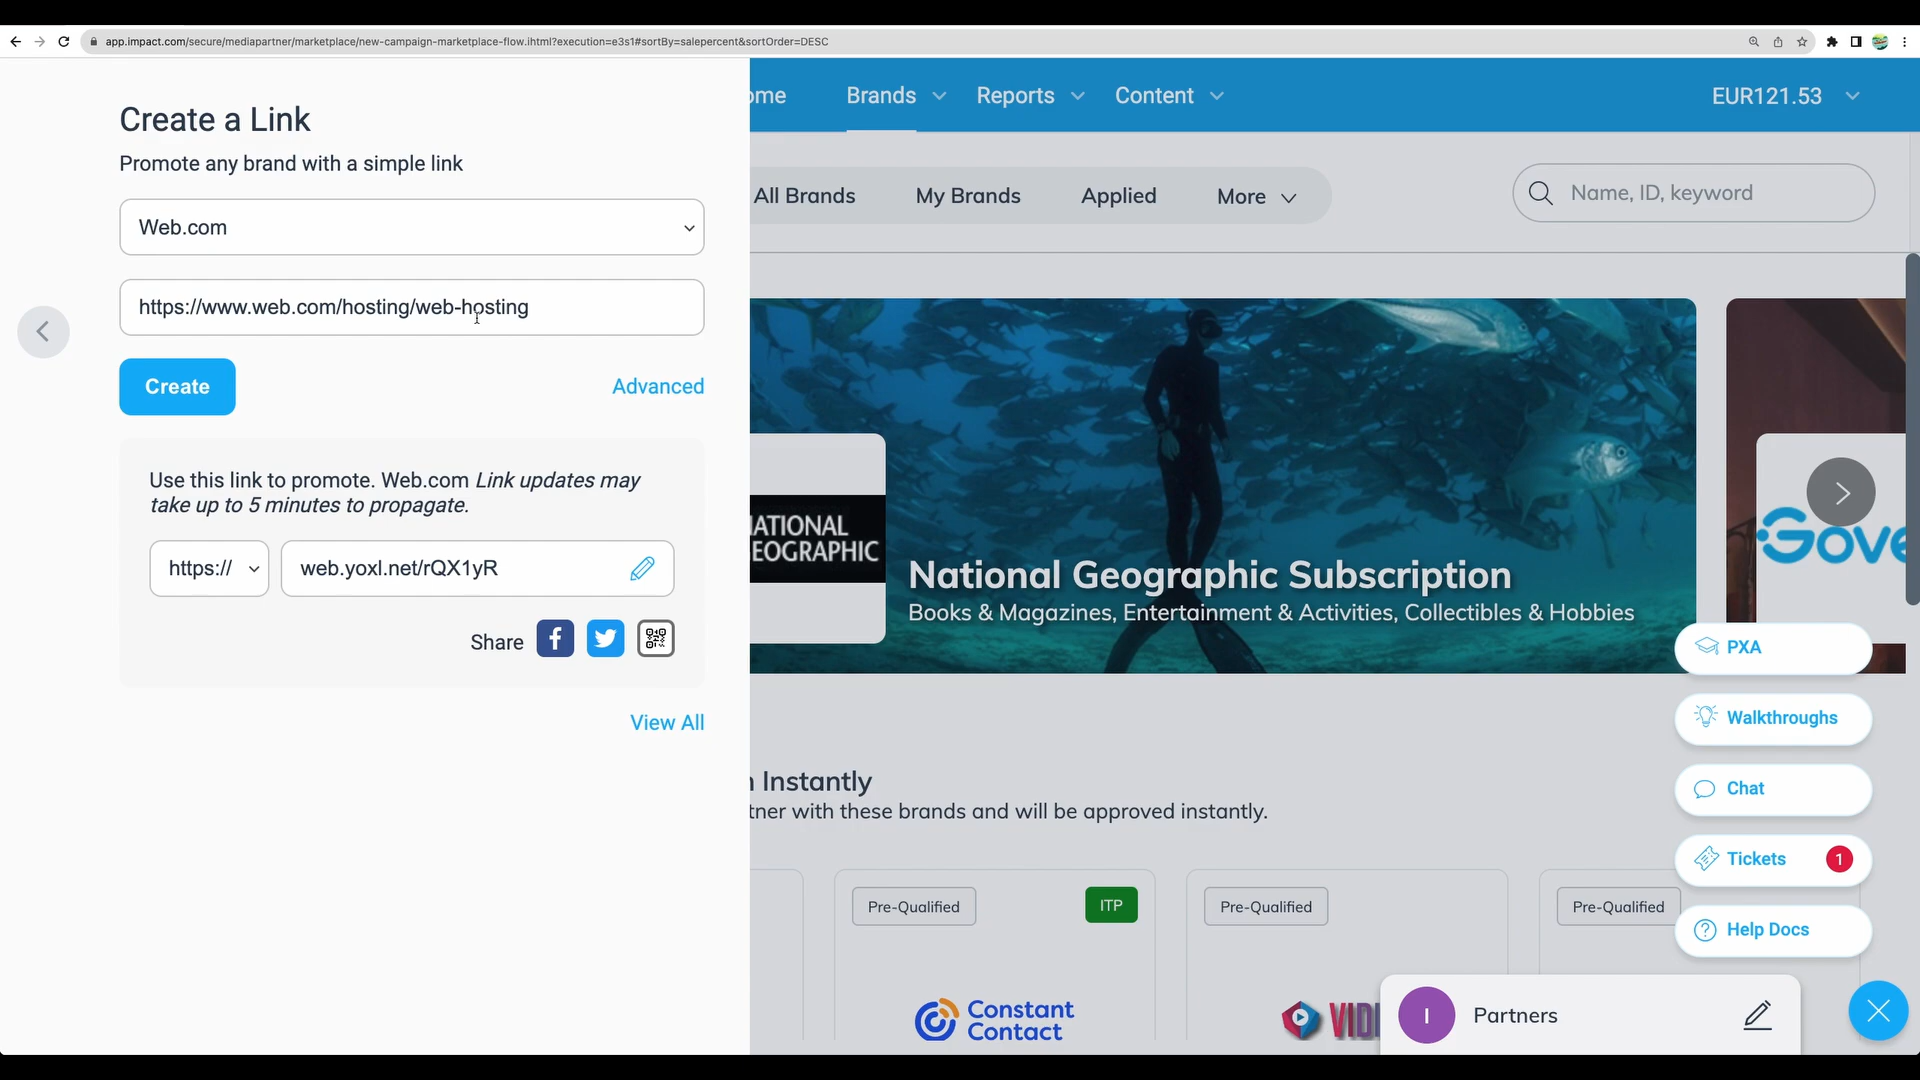 app.impact.com/secure/mediapartner/marketplace/new-campaign-marketplace-flow.ihtml?execution=e3s1#sortBy=salepercent&sortOrder=DESC
Create a Link
Promote any brand with a simple link
Web.com
https://www.web.com/hosting/web-hosting
Create
Advanced
Use this link to promote. Web.com Link updates may
take up to 5 minutes to propagate.
https://
web.yoxl.net/rQX1yR
Share
View All
ome
Brands
Reports
Content
EUR121.53
All Brands
My Brands
Applied
More
Name, ID, keyword
NATIONAL
EOGRAPHIC
National Geographic Subscription
Books & Magazines, Entertainment & Activities, Collectibles & Hobbies
Gove
n Instantly
tner with these brands and will be approved instantly.
Pre-Qualified
ITP
Pre-Qualified
Pre-Qualified
Constant
Contact
VIDI
PXA
Walkthroughs
Chat
Tickets
1
Help Docs
I
Partners